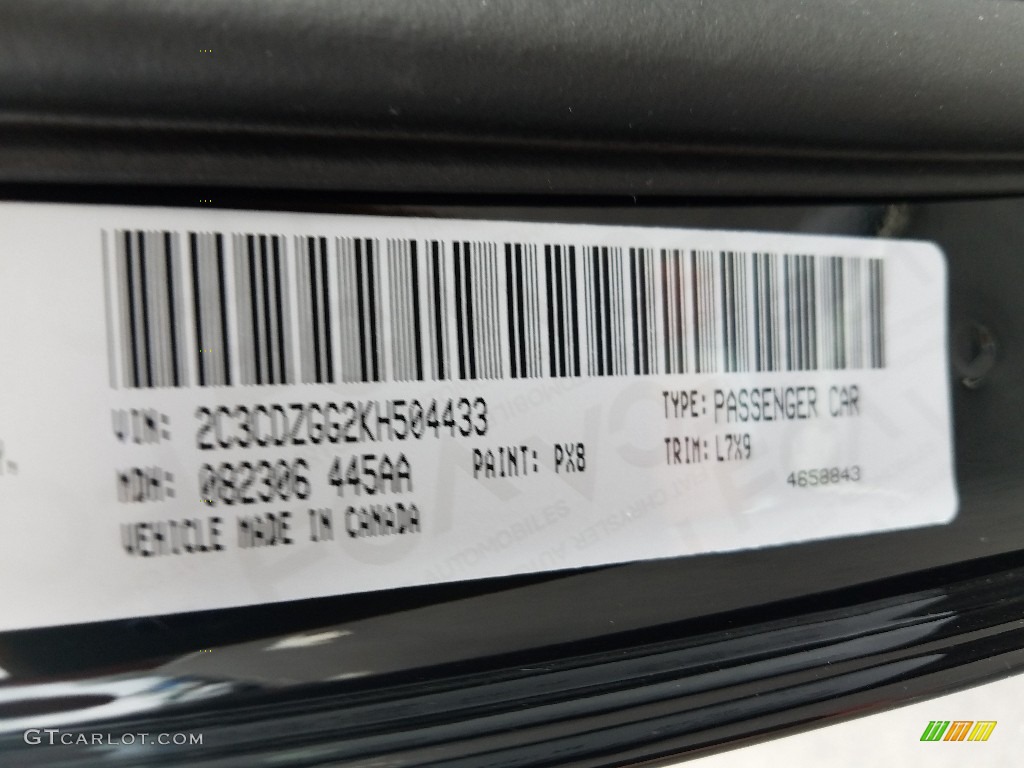 VIN: 2C3CDZGG2KH504433
TYPE: PASSENGER CAR
MDH: 082306 445AA
PAINT: PX8
TRIM: L7X9
4658843
VEHICLE MADE IN CANADA
GTCARLOT.COM